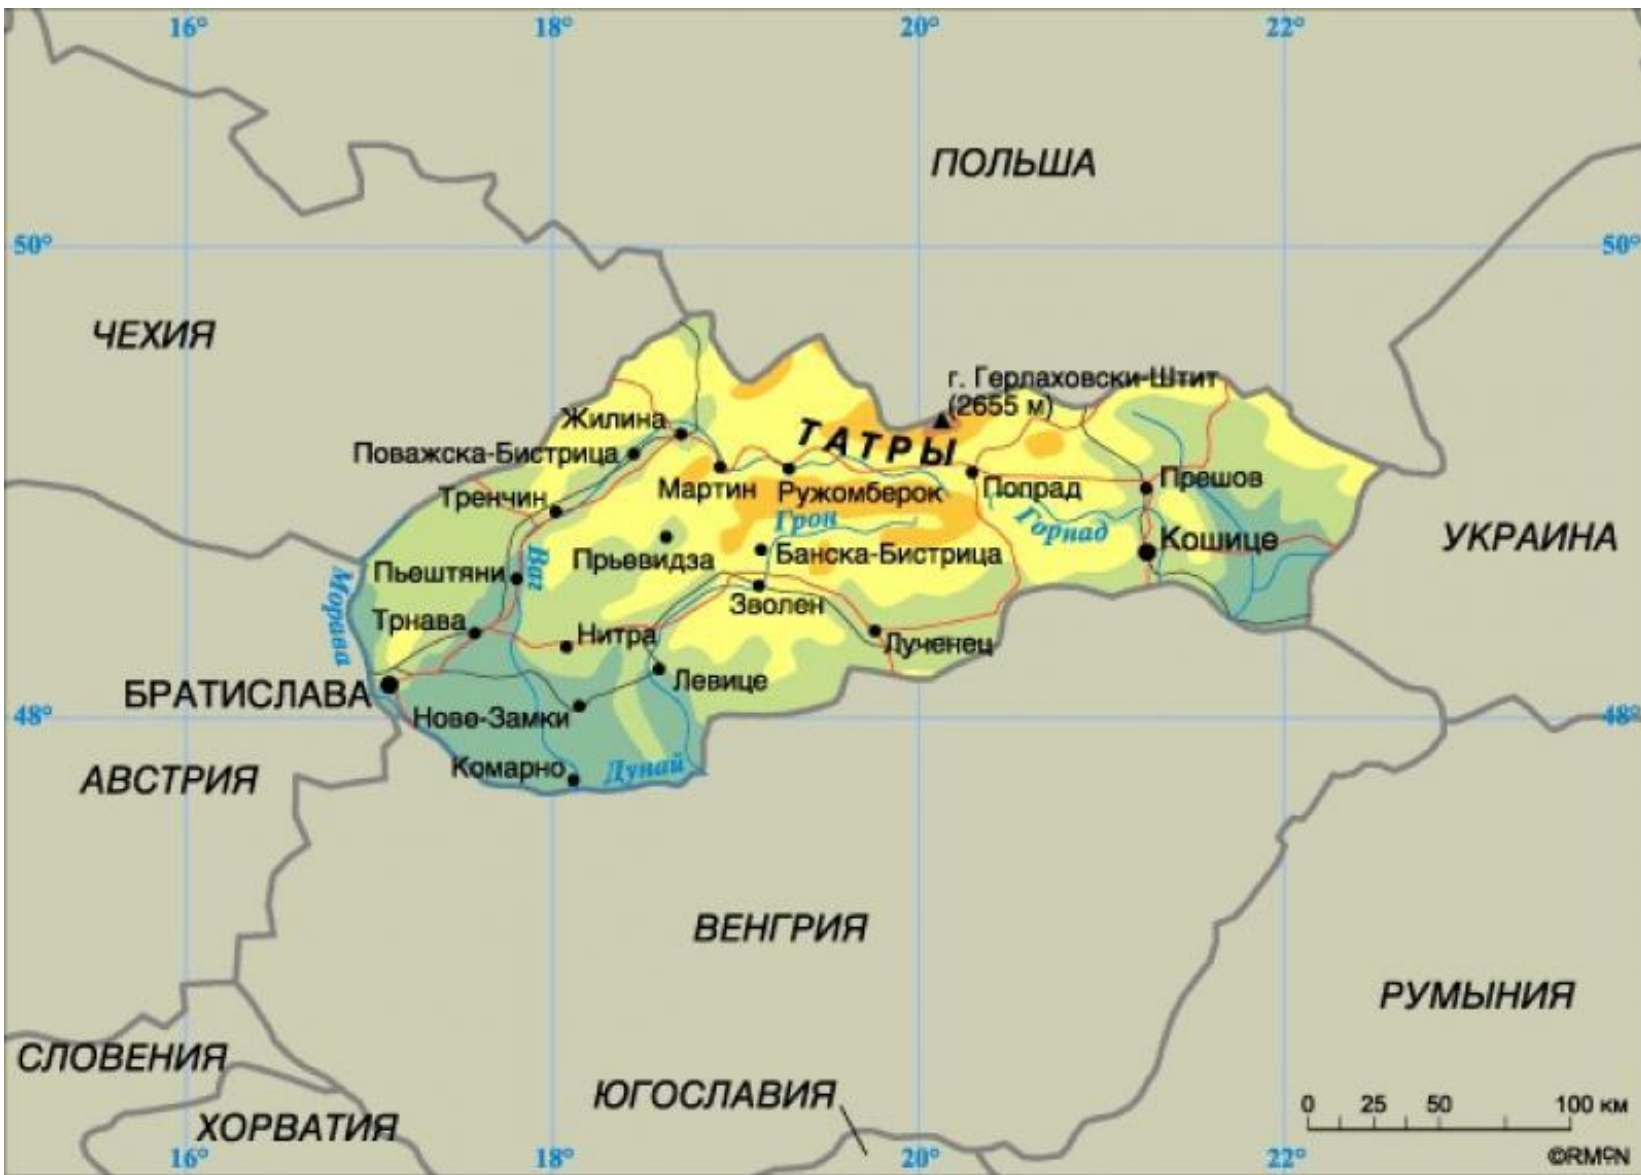 16° 18° 20° 22°
ПОЛЬША
50° 50°
ЧЕХИЯ
г. Герлаховски-Штит
(2655 м)
Жилина
ТАТРЫ
Поважска-Бистрица
Прешов
Тренчин
Мартин
Ружомберок
Попрад
Грон
Горнад
Кошице
УКРАИНА
Ваг
Прьевидза
Банска-Бистрица
Пьештяни
Морава
Зволен
Трнава
Нитра
Лученец
Левице
БРАТИСЛАВА
Нове-Замки
48° 48°
Комарно
Дунай
АВСТРИЯ
ВЕНГРИЯ
РУМЫНИЯ
СЛОВЕНИЯ
ЮГОСЛАВИЯ
ХОРВАТИЯ
0 25 50 100 км
16° 18° 20° 22°
©RMCN